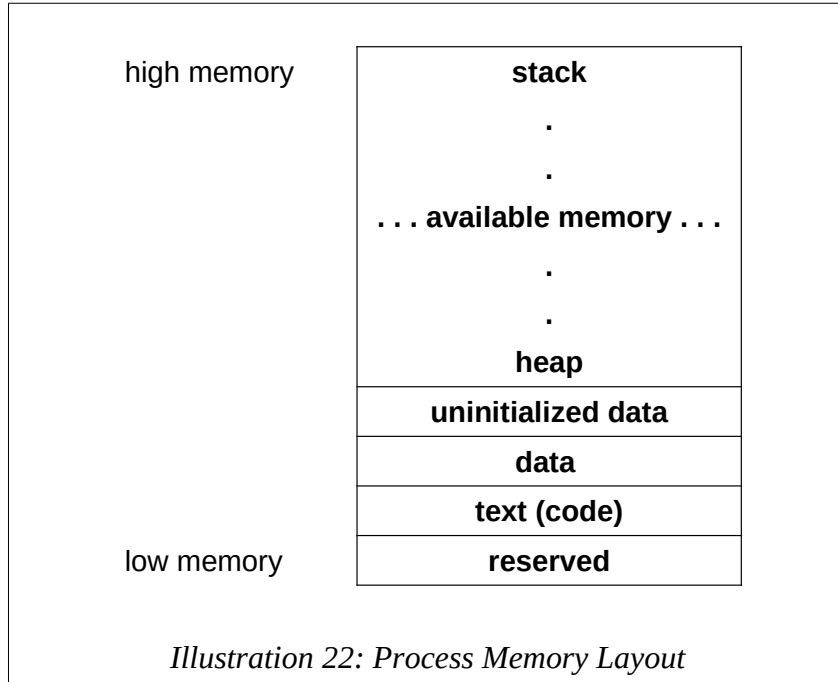 high memory stack
.
.
. . . available memory . . .
.
.
heap
uninitialized data
data
text (code)
low memory reserved
Illustration 22: Process Memory Layout